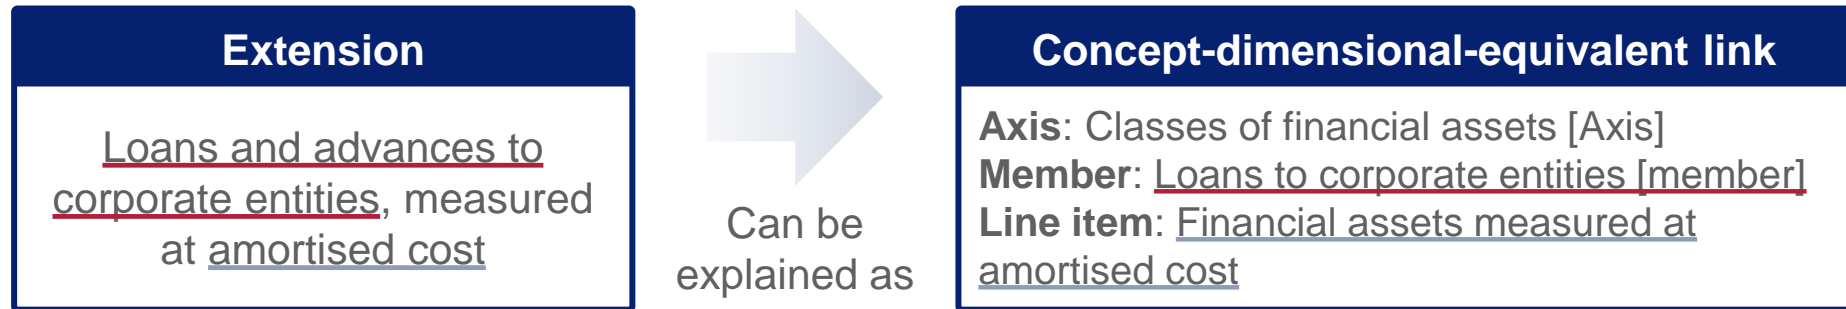 Extension
Loans and advances to
corporate entities, measured
at amortised cost
Can be
explained as
Concept-dimensional-equivalent link
Axis: Classes of financial assets [Axis]
Member: Loans to corporate entities [member]
Line item: Financial assets measured at
amortised cost